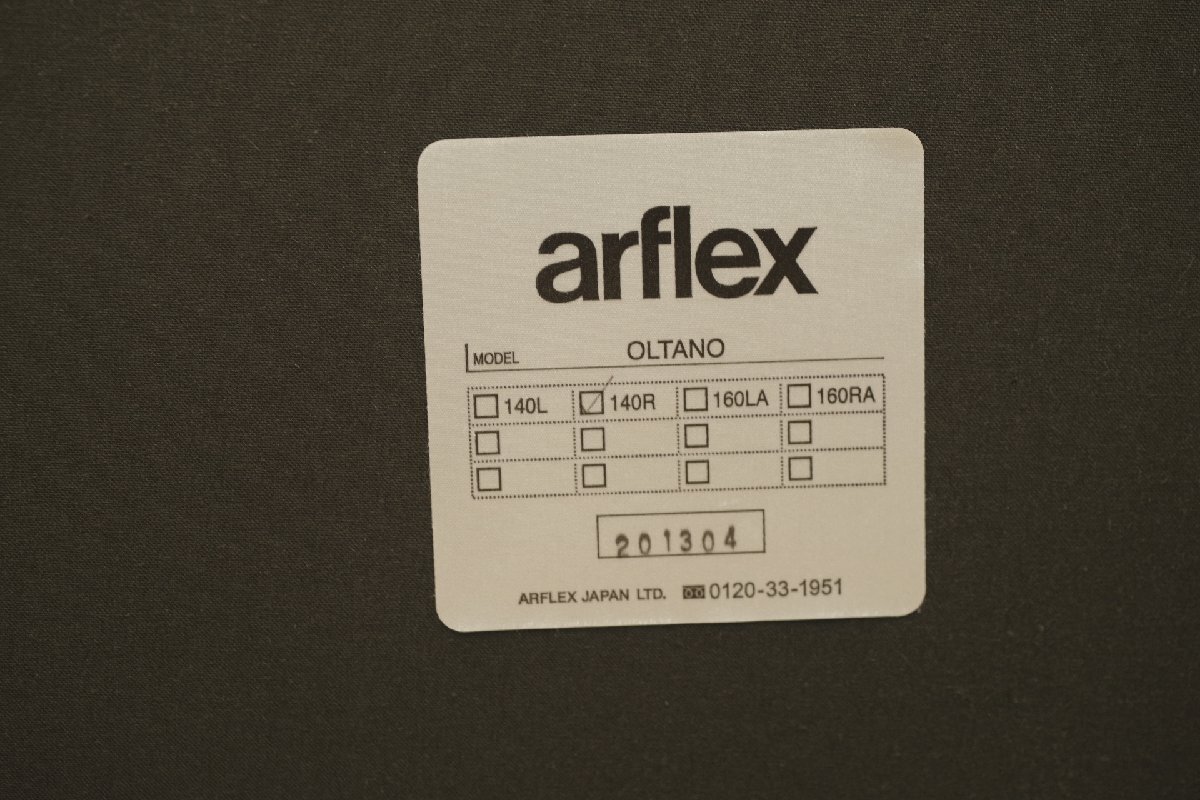 arflex
MODEL OLTANO
140L 140R 160LA 160RA
201304
ARFLEX JAPAN LTD. 0120-33-1951